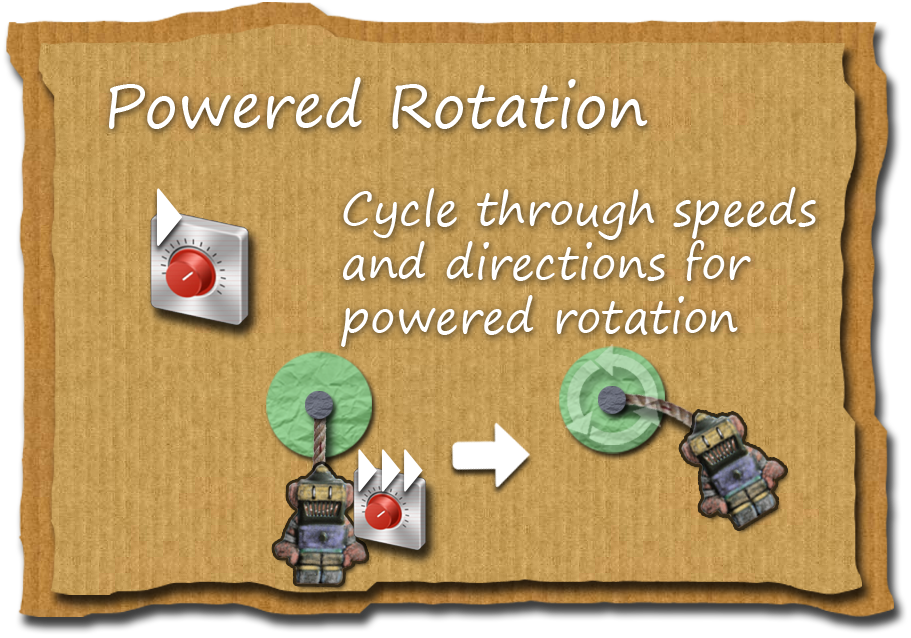 Powered Rotation
Cycle through speeds
and directions for
powered rotation